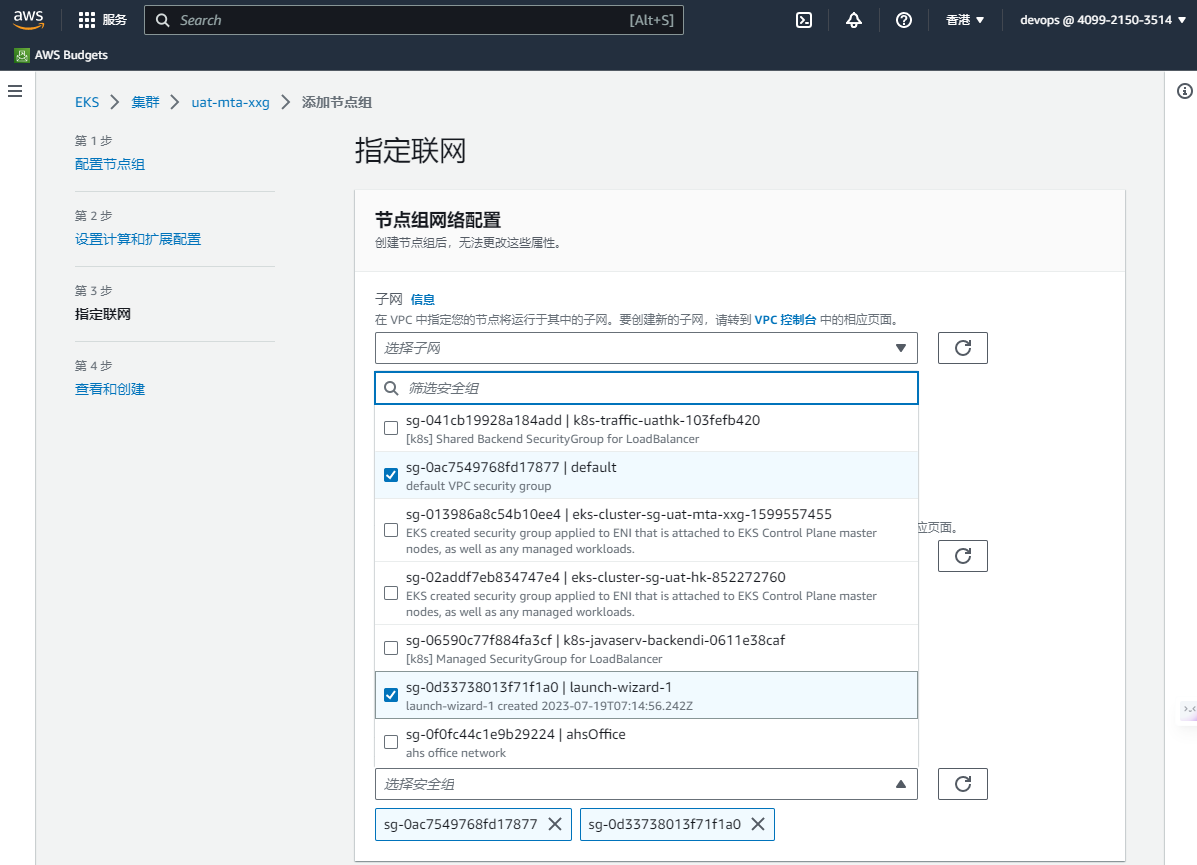 aws
服务
Search
[Alt+S]
香港
devops @ 4099-2150-3514
AWS Budgets
EKS
集群
uat-mta-xxg
添加节点组
第 1 步
配置节点组
第 2 步
设置计算和扩展配置
第 3 步
指定联网
第 4 步
查看和创建
指定联网
节点组网络配置
创建节点组后，无法更改这些属性。
子网 信息
在 VPC 中指定您的节点将运行于其中的子网。要创建新的子网，请转到 VPC 控制台 中的相应页面。
选择子网
筛选安全组
sg-041cb19928a184add | k8s-traffic-uathk-103fefb420
[k8s] Shared Backend SecurityGroup for LoadBalancer
sg-0ac7549768fd17877 | default
default VPC security group
sg-013986a8c54b10ee4 | eks-cluster-sg-uat-mta-xxg-1599557455
EKS created security group applied to ENI that is attached to EKS Control Plane master
nodes, as well as any managed workloads.
应页面。
sg-02addf7eb834747e4 | eks-cluster-sg-uat-hk-852272760
EKS created security group applied to ENI that is attached to EKS Control Plane master
nodes, as well as any managed workloads.
sg-06590c77f884fa3cf | k8s-javaserv-backendi-0611e38caf
[k8s] Managed SecurityGroup for LoadBalancer
sg-0d33738013f71f1a0 | launch-wizard-1
launch-wizard-1 created 2023-07-19T07:14:56.242Z
sg-0f0fc44c1e9b29224 | ahsOffice
ahs office network
选择安全组
sg-0ac7549768fd17877
sg-0d33738013f71f1a0